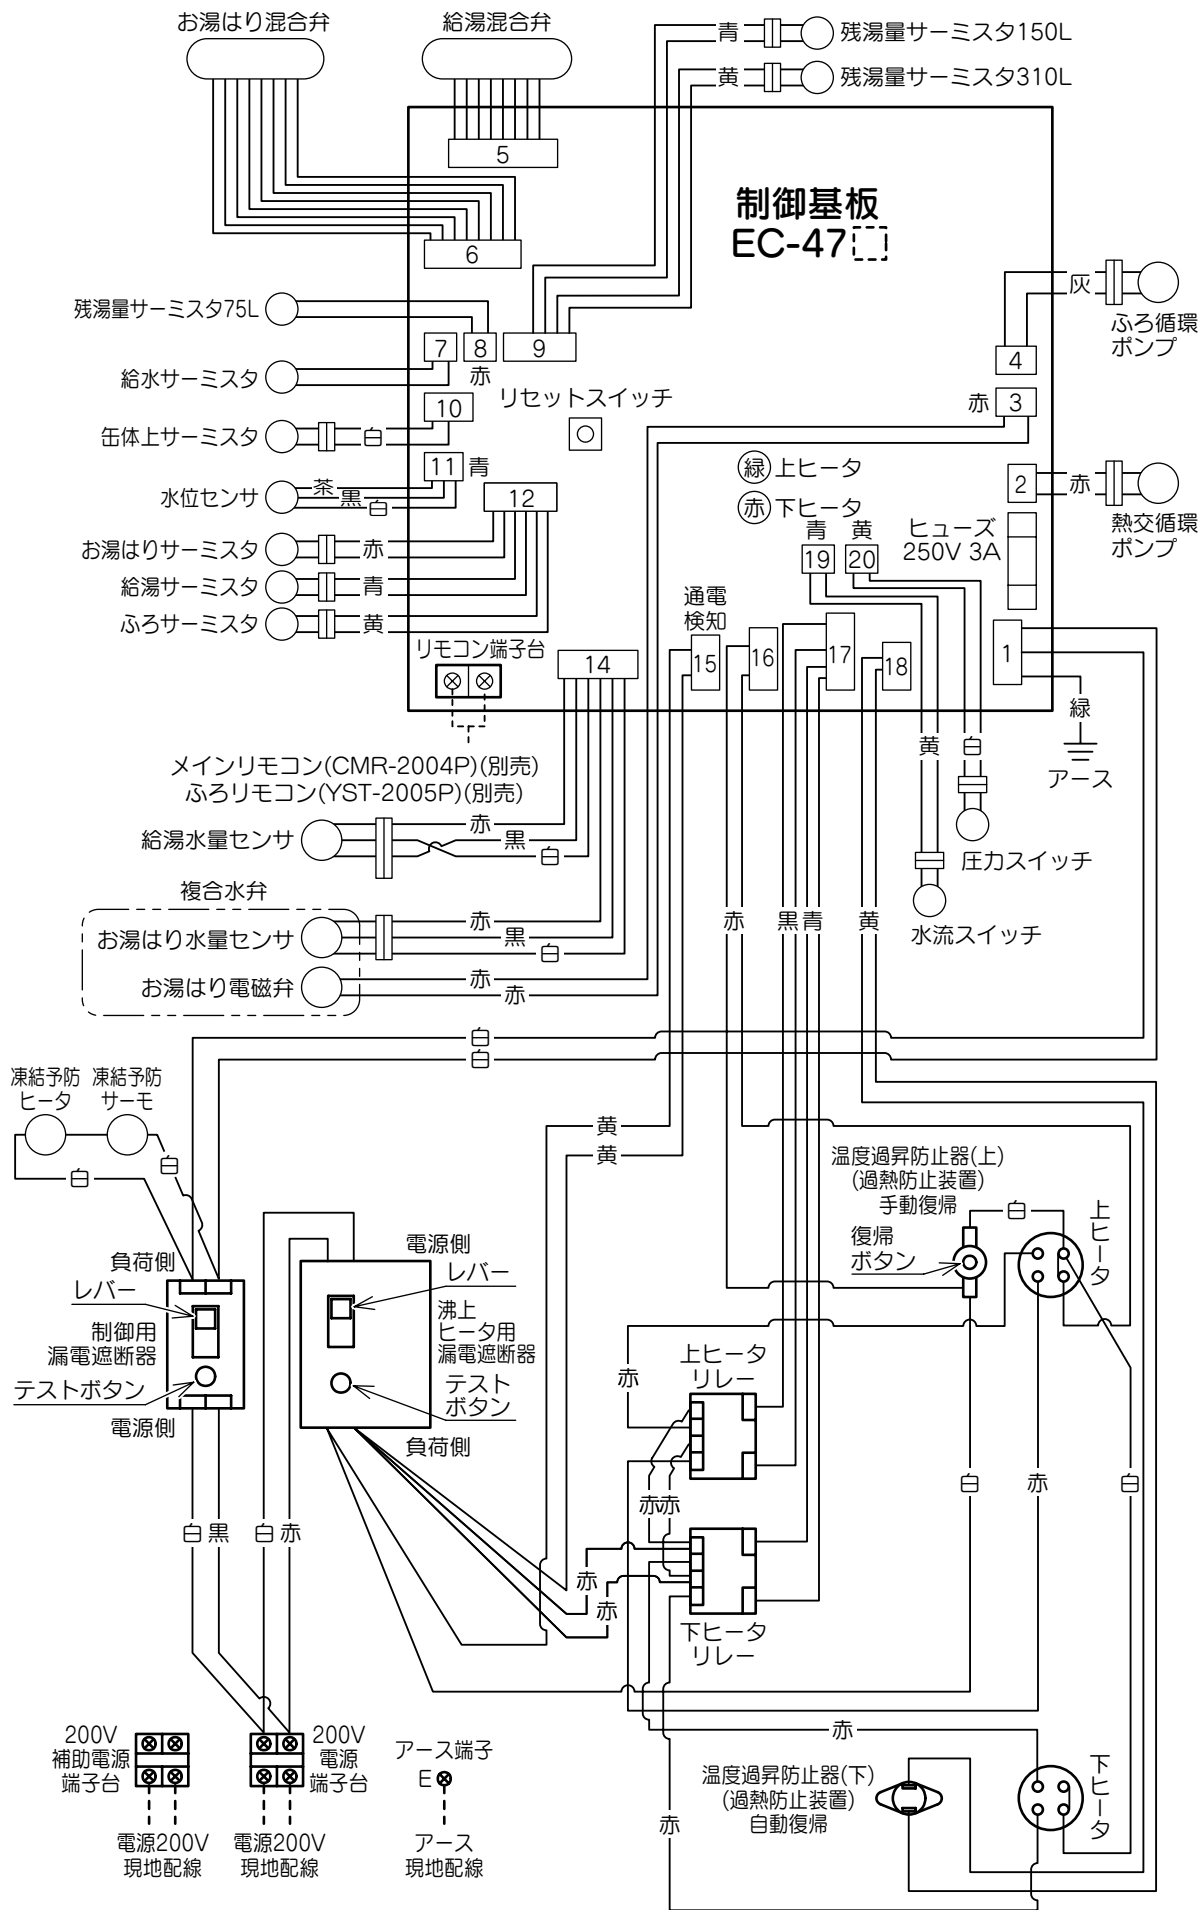 お湯はり混合弁
給湯混合弁
青
残湯量サーミスタ150L
黄
残湯量サーミスタ310L
5
制御基板
EC-47
6
灰
ふろ循環
ポンプ
残湯量サーミスタ75L
7
8
赤
9
4
給水サーミスタ
リセットスイッチ
赤
3
10
缶体上サーミスタ
白
緑
上ヒータ
11
青
2
赤
熱交循環
ポンプ
水位センサ
茶
黒
白
12
赤
下ヒータ
青
黄
19
20
ヒューズ
250V 3A
お湯はりサーミスタ
赤
給湯サーミスタ
青
通電
検知
ふろサーミスタ
黄
リモコン端子台
14
15
16
17
18
1
緑
アース
メインリモコン(CMR-2004P)(別売)
ふろリモコン(YST-2005P)(別売)
黄
白
給湯水量センサ
赤
黒
白
圧力スイッチ
複合水弁
水流スイッチ
赤
黒
青
黄
お湯はり水量センサ
赤
黒
白
お湯はり電磁弁
赤
赤
白
白
凍結予防
ヒータ
凍結予防
サーモ
白
白
黄
黄
温度過昇防止器(上)
(過熱防止装置)
手動復帰
復帰
ボタン
白
上ヒータ
負荷側
レバー
制御用
漏電遮断器
テストボタン
電源側
電源側
レバー
沸上
ヒータ用
漏電遮断器
テスト
ボタン
負荷側
赤
上ヒータ
リレー
白
赤
白
赤
赤
白
黒
白
赤
赤
赤
下ヒータ
リレー
200V
補助電源
端子台
200V
電源
端子台
アース端子
E
赤
温度過昇防止器(下)
(過熱防止装置)
自動復帰
下ヒータ
赤
電源200V
現地配線
電源200V
現地配線
アース
現地配線